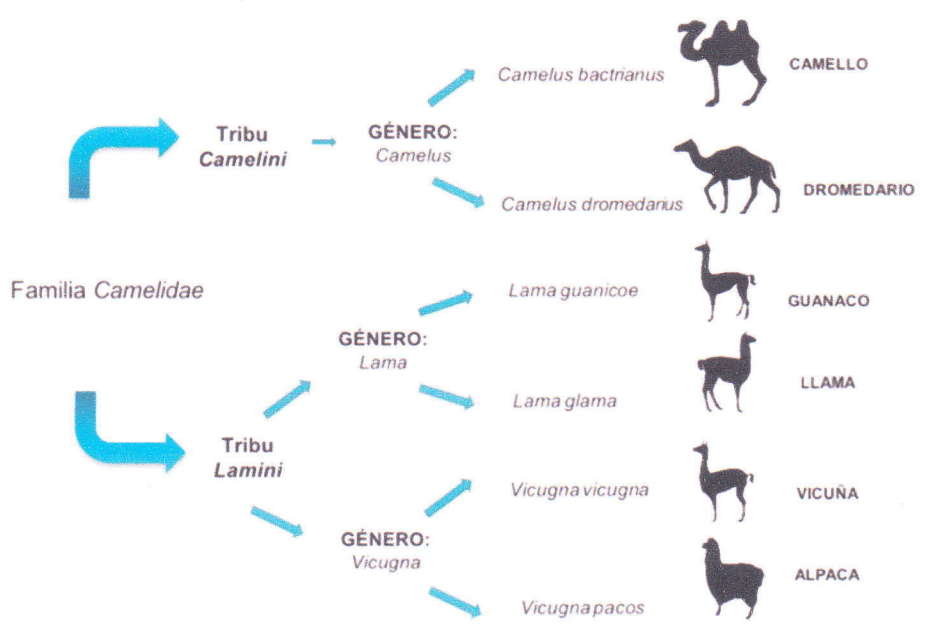 Camelus bactrianus
CAMELLO
Tribu
Camelini
GÉNERO:
Camelus
Camelus dromedarius
DROMEDARIO
Familia Camelidae
Lama guanicoe
GUANACO
GÉNERO:
Lama
Lama glama
LLAMA
Tribu
Lamini
Vicugna vicugna
VICUÑA
GÉNERO:
Vicugna
Vicugna pacos
ALPACA